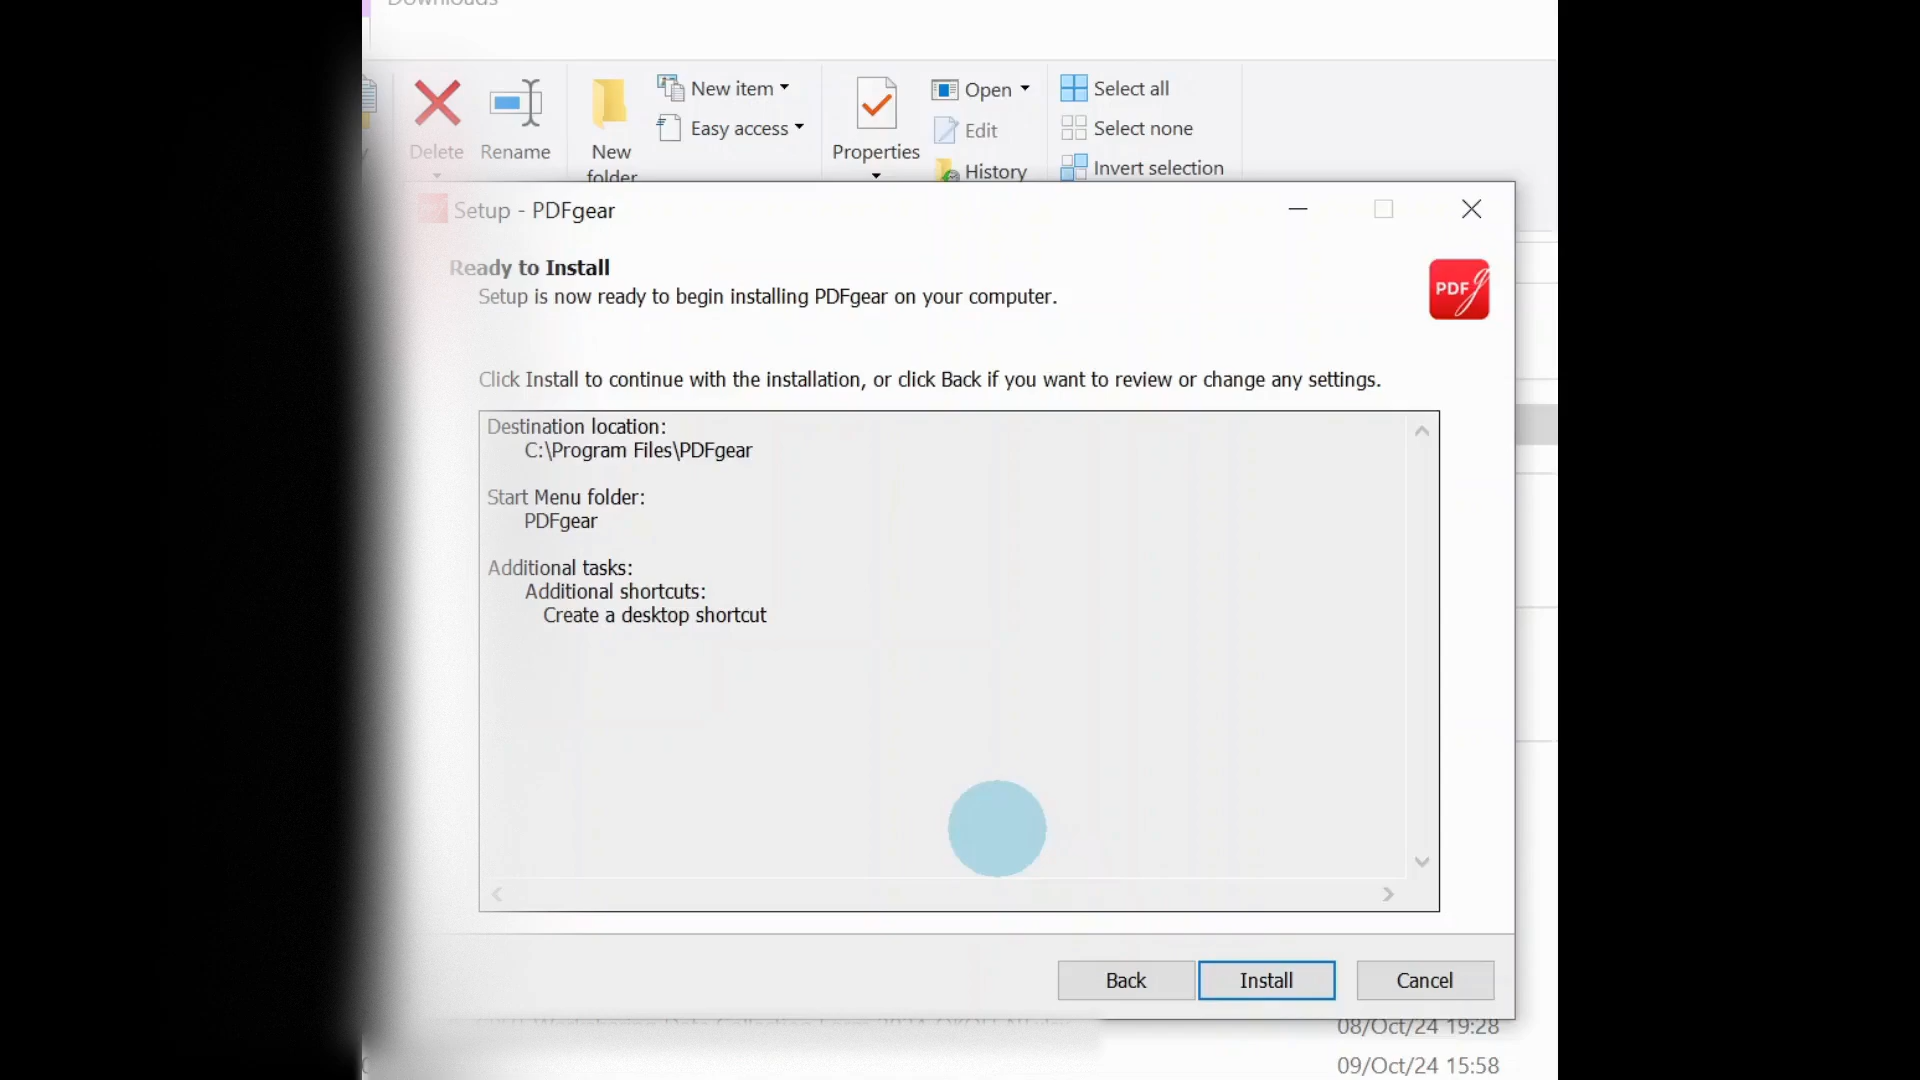 Downloads
Delete
Rename
New
folder
New item
Easy access
Properties
Open
Edit
History
Select all
Select none
Invert selection
Setup - PDFgear
Ready to Install
Setup is now ready to begin installing PDFgear on your computer.
PDFg
Click Install to continue with the installation, or click Back if you want to review or change any settings.
Destination location:
C:\Program Files\PDFgear
Start Menu folder:
PDFgear
Additional tasks:
Additional shortcuts:
Create a desktop shortcut
Back
Install
Cancel
08/Oct/24 19:28
09/Oct/24 15:58